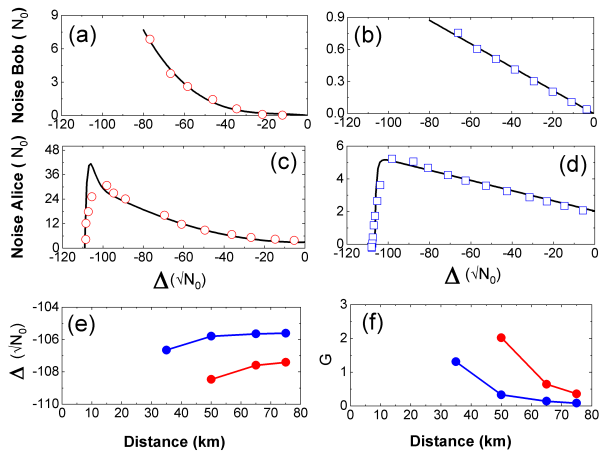 Noise Bob ( N₀)
9
6
3
0
(a)
-120 -100 -80 -60 -40 -20 0
0.9
0.6
0.3
0.0
(b)
-120 -100 -80 -60 -40 -20 0
Noise Alice ( N₀)
48
36
24
12
0
(c)
-120 -100 -80 -60 -40 -20 0
Δ (√N₀)
6
4
2
0
(d)
-120 -100 -80 -60 -40 -20 0
Δ (√N₀)
Δ (√N₀)
-104
-106
-108
-110
(e)
0 10 20 30 40 50 60 70 80
Distance (km)
G
3
2
1
0
(f)
0 10 20 30 40 50 60 70 80
Distance (km)